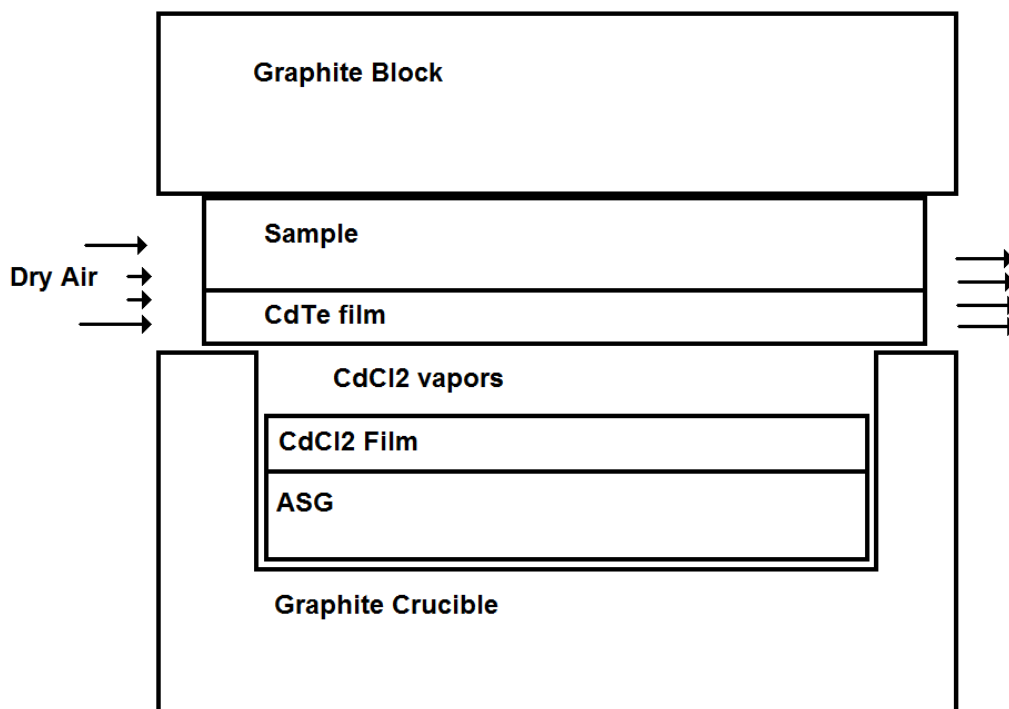 Graphite Block
Sample
Dry Air
CdTe film
CdCl2 vapors
CdCl2 Film
ASG
Graphite Crucible